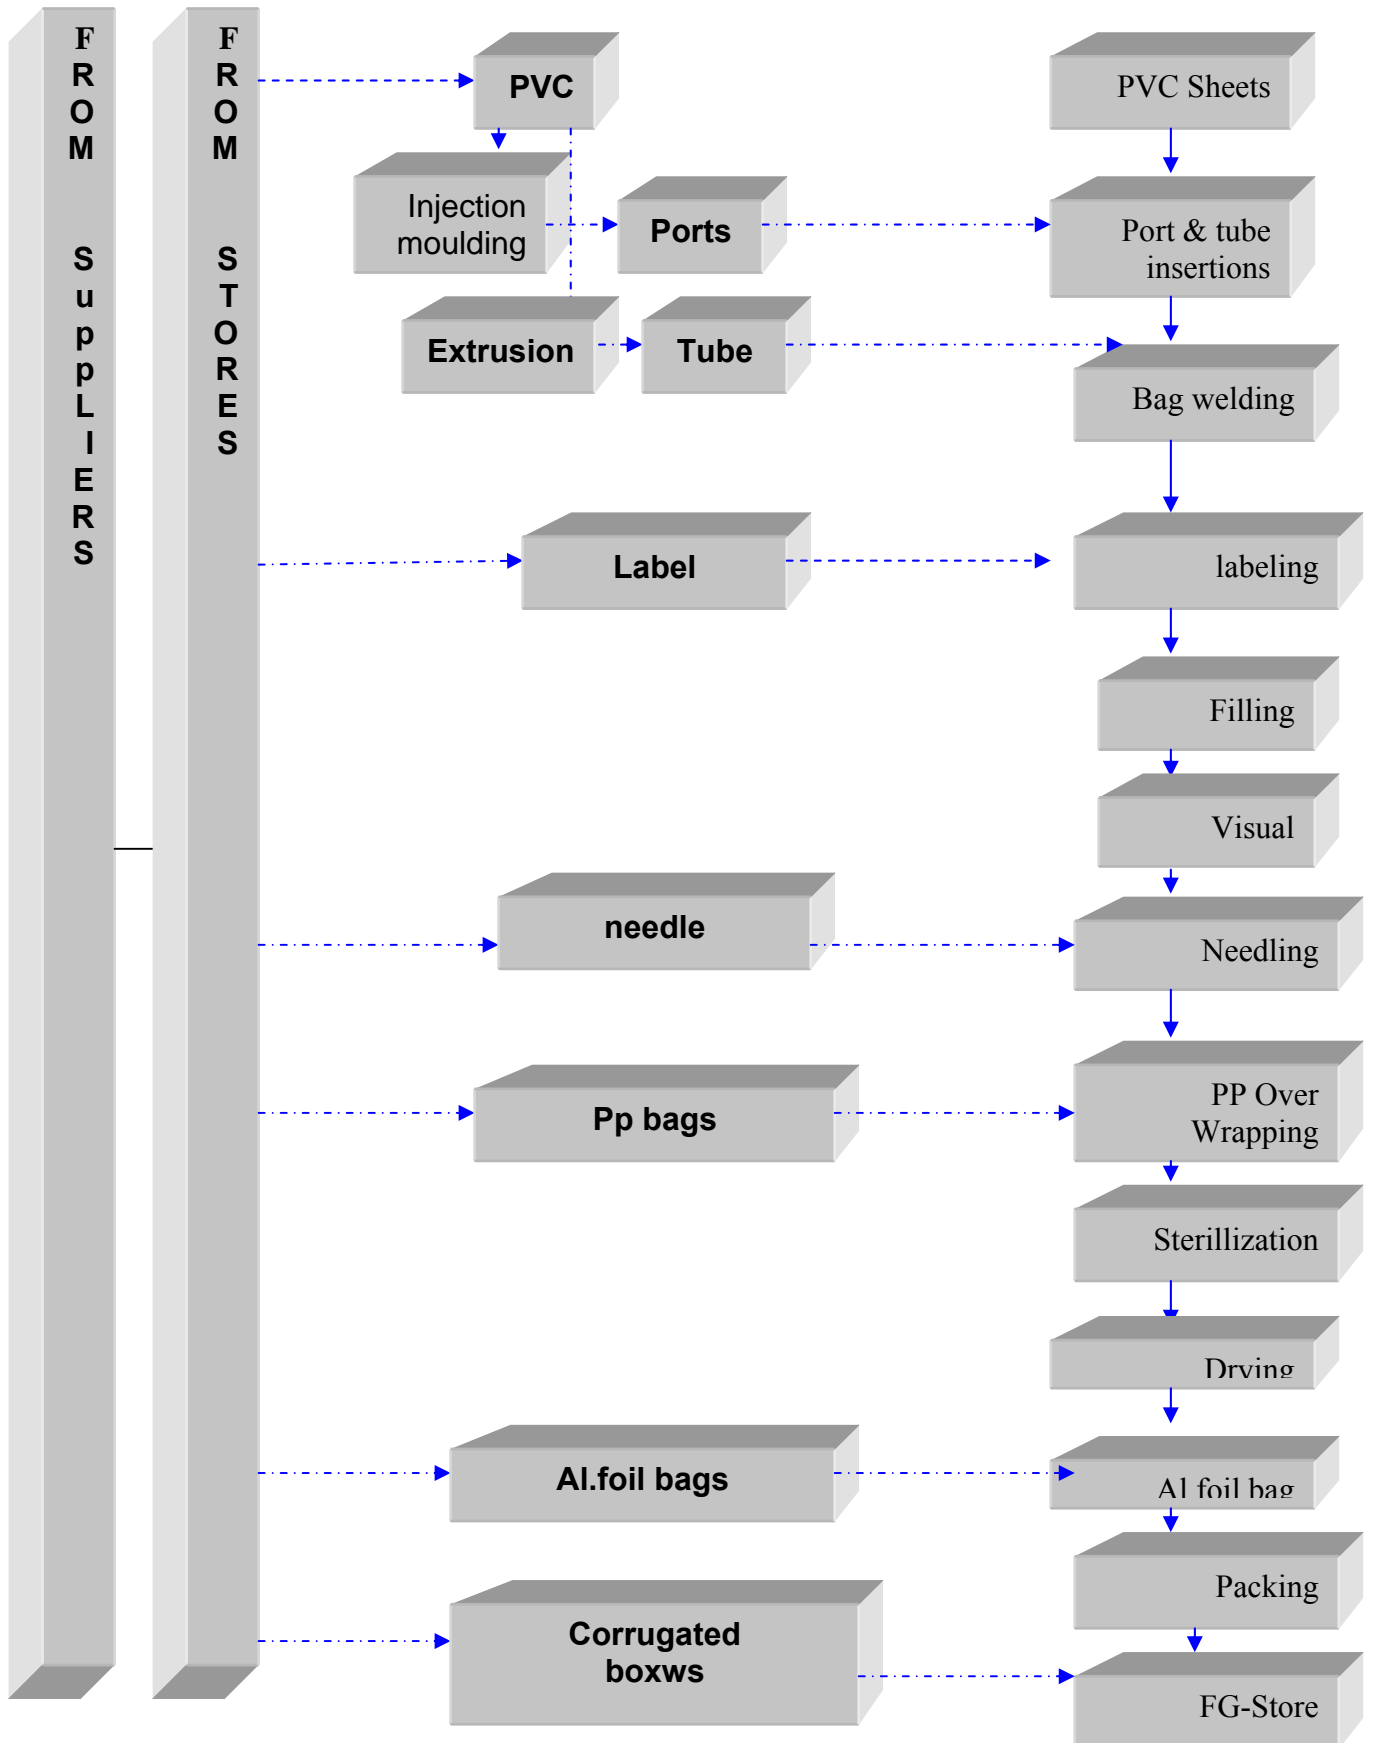 FROM SuppLIERS
FROM STORES
PVC
PVC Sheets
Injection
moulding
Ports
Port & tube
insertions
Extrusion
Tube
Bag welding
Label
labeling
Filling
Visual
needle
Needling
Pp bags
PP Over
Wrapping
Sterillization
Drying
Al.foil bags
Al foil bag
Packing
Corrugated
boxws
FG-Store